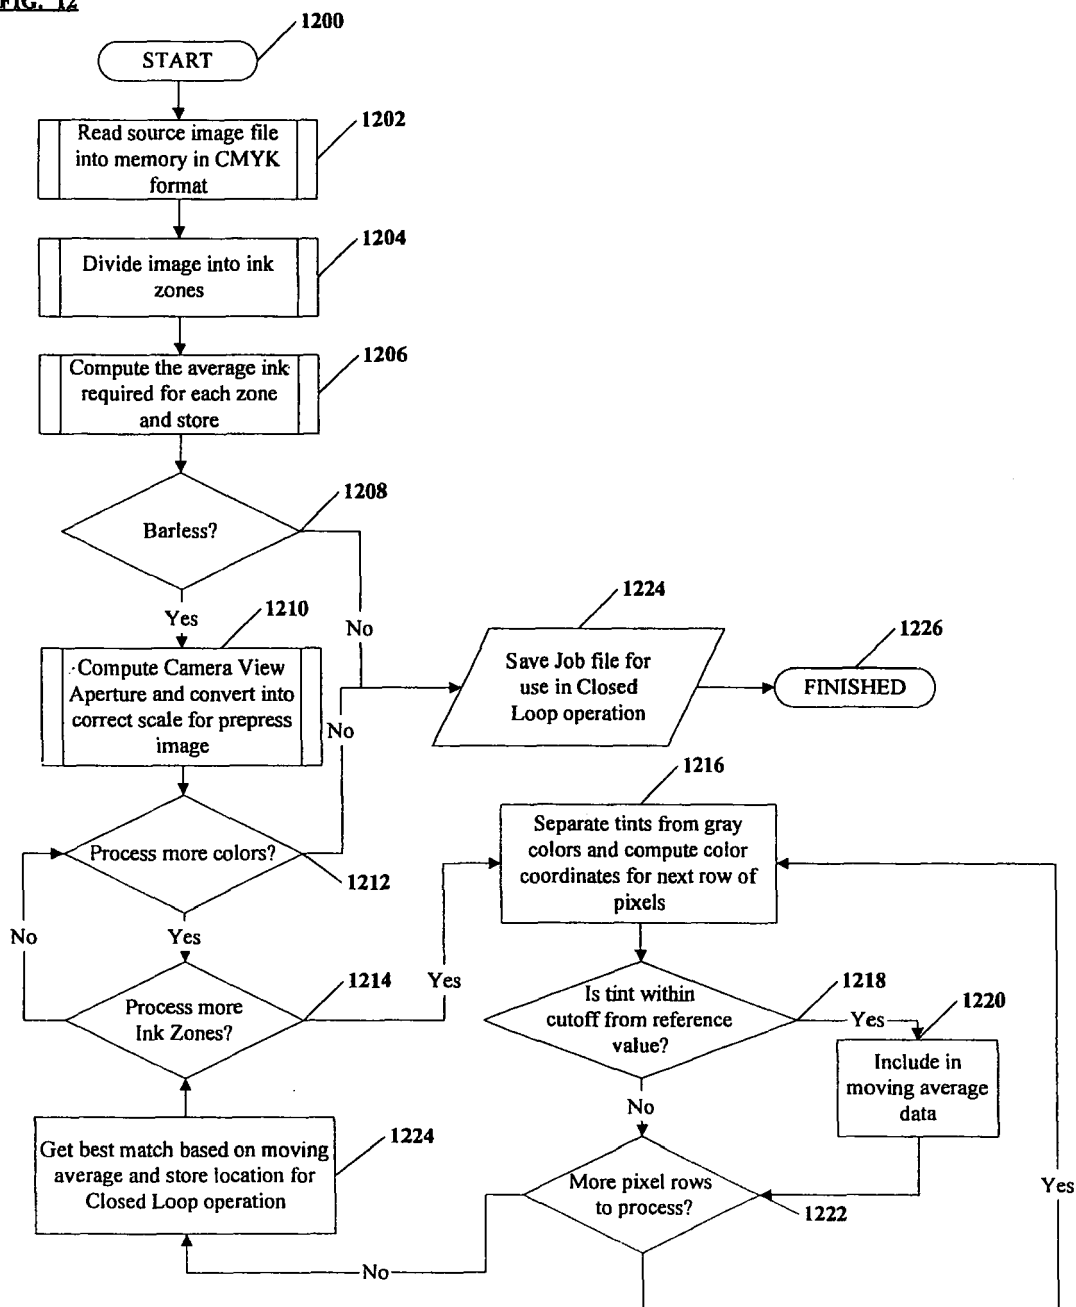 FIG. 12
1200
START
1202
Read source image file
into memory in CMYK
format
1204
Divide image into ink
zones
1206
Compute the average ink
required for each zone
and store
1208
Barless?
Yes
No
1210
Compute Camera View
Aperture and convert into
correct scale for prepress
image
1224
Save Job file for
use in Closed
Loop operation
1226
FINISHED
No
Process more colors?
1212
Yes
No
Process more
Ink Zones?
1214
Yes
1216
Separate tints from gray
colors and compute color
coordinates for next row of
pixels
Is tint within
cutoff from reference
value?
1218
Yes
1220
Include in
moving average
data
No
More pixel rows
to process?
1222
Yes
No
Get best match based on moving
average and store location for
Closed Loop operation
1224